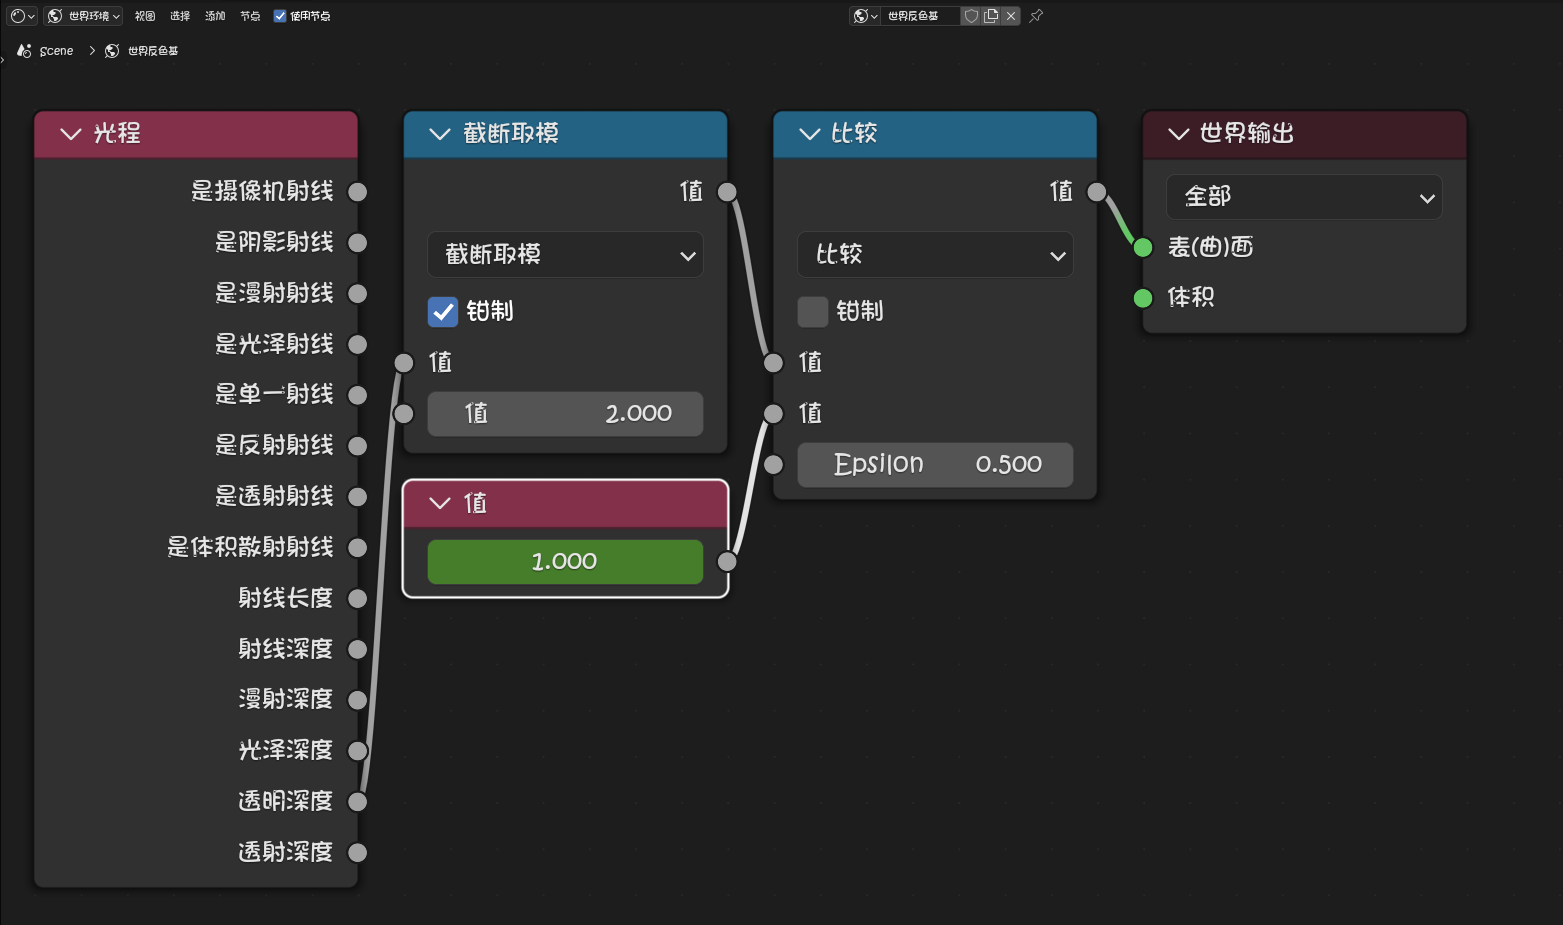 世界环境 视图 选择 添加 节点 使用节点 世界反色基
Scene 世界反色基
光程
是摄像机射线
是阴影射线
是漫射射线
是光泽射线
是单一射线
是反射射线
是透射射线
是体积散射射线
射线长度
射线深度
漫射深度
光泽深度
透明深度
透射深度
截断取模
值
截断取模
钳制
值
值 2.000
值
1.000
比较
值
比较
钳制
值
值
Epsilon 0.500
世界输出
全部
表(曲)面
体积